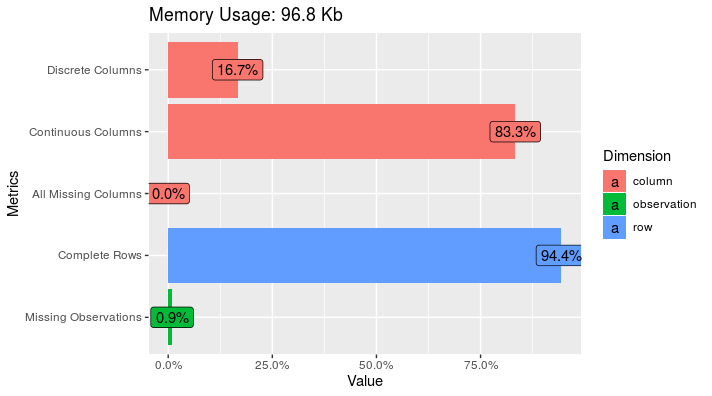 Memory Usage: 96.8 Kb
Metrics
Discrete Columns
16.7%
Continuous Columns
83.3%
All Missing Columns
0.0%
Complete Rows
94.4%
Missing Observations
0.9%
0.0%
25.0%
50.0%
75.0%
Value
Dimension
a column
a observation
a row